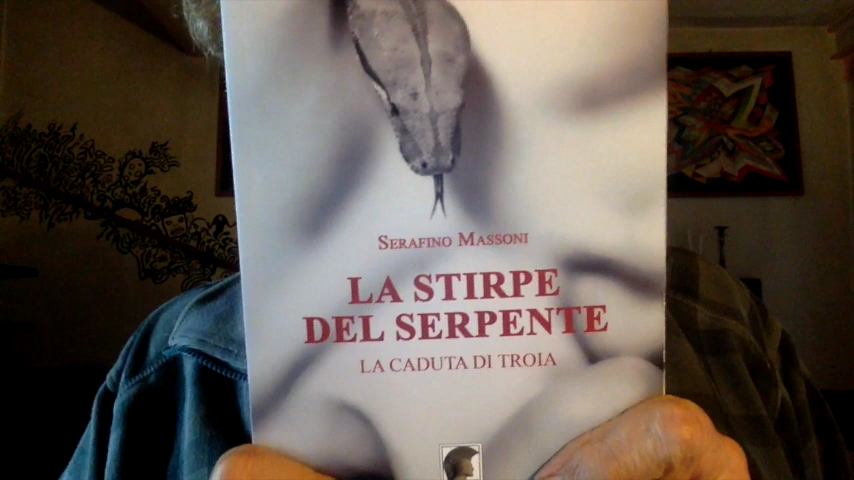 SERAFINO MASSONI
LA STIRPE
DEL SERPENTE
LA CADUTA DI TROIA